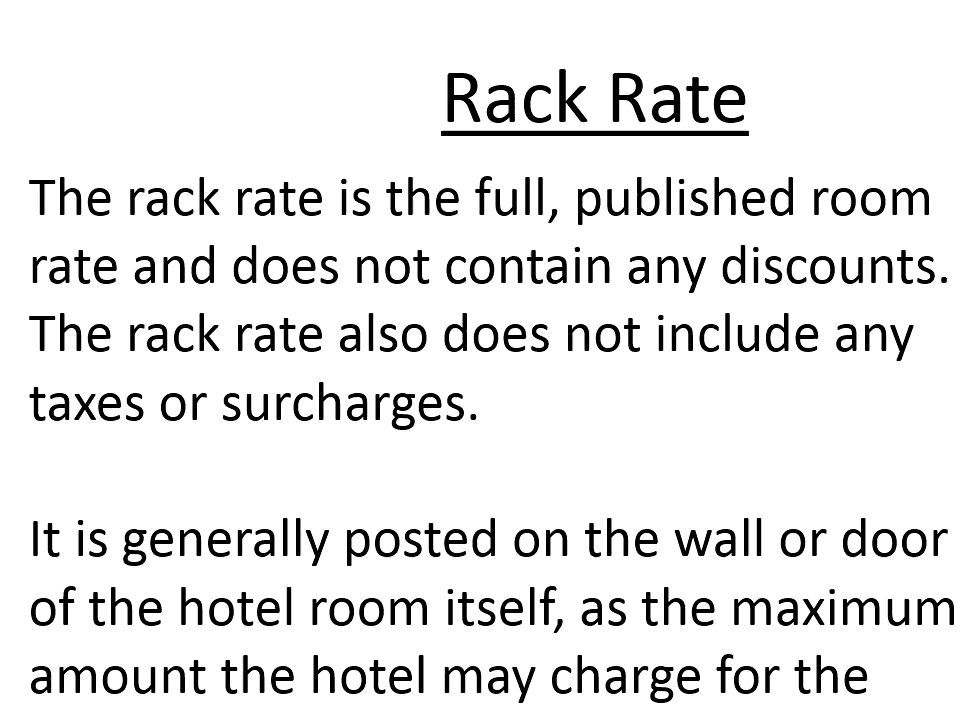 Rack Rate
The rack rate is the full, published room
rate and does not contain any discounts.
The rack rate also does not include any
taxes or surcharges.
It is generally posted on the wall or door
of the hotel room itself, as the maximum
amount the hotel may charge for the